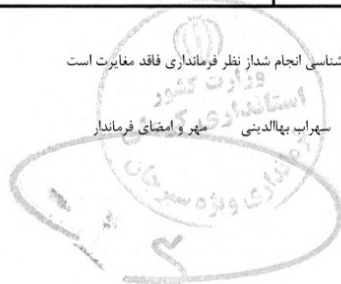 شناسی انجام شداز نظر فرمانداری فاقد مغایرت است
وزارت کشور
استانداری کرمان
سهراب بهاالدینی مهر و امضای فرماندار
فرمانداری ویژه سیرجان